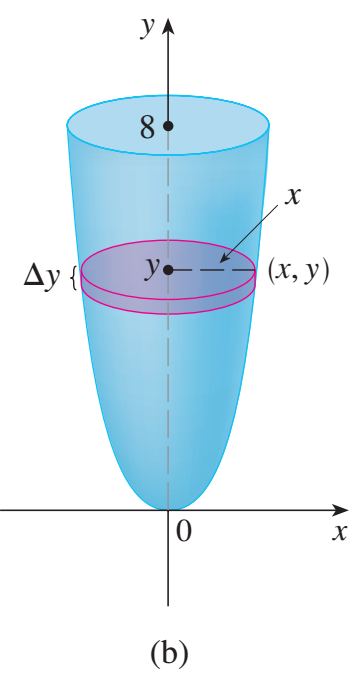 y
8
x
Δy { y (x, y)
0
x
(b)